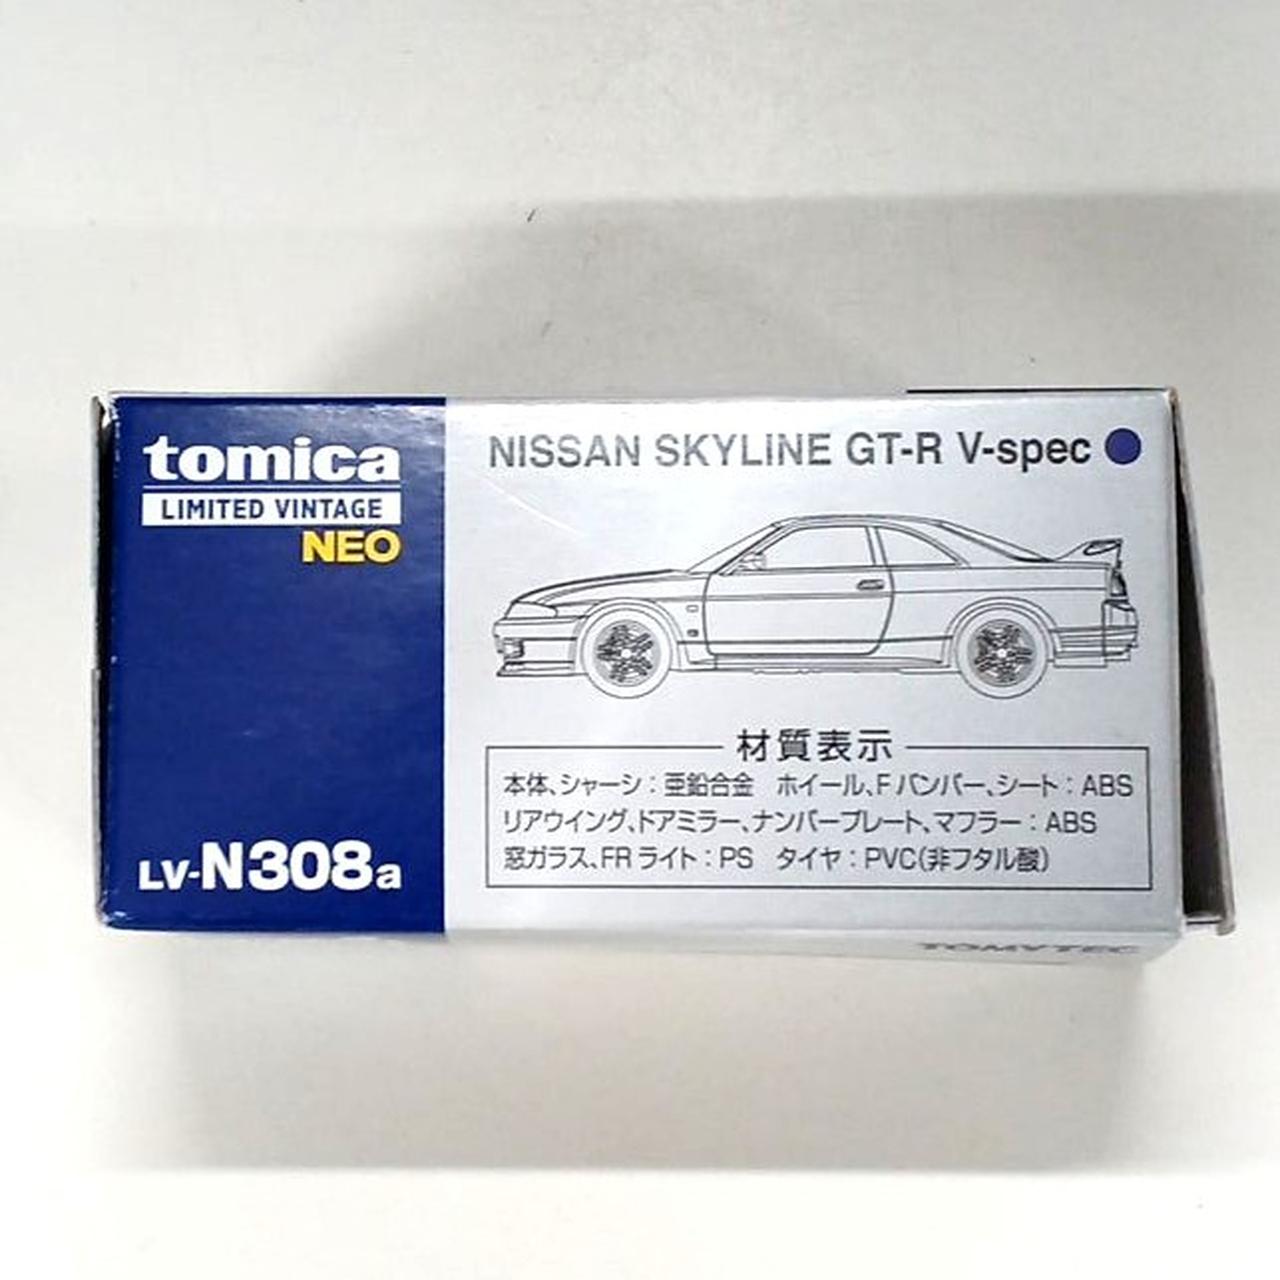 tomica
LIMITED VINTAGE
NEO
LV-N308a
NISSAN SKYLINE GT-R V-spec
材質表示
本体、シャーシ：亜鉛合金　ホイール、Fバンパー、シート：ABS
リアウイング、ドアミラー、ナンバープレート、マフラー：ABS
窓ガラス、FRライト：PS　タイヤ：PVC(非フタル酸)
TOMYTEC